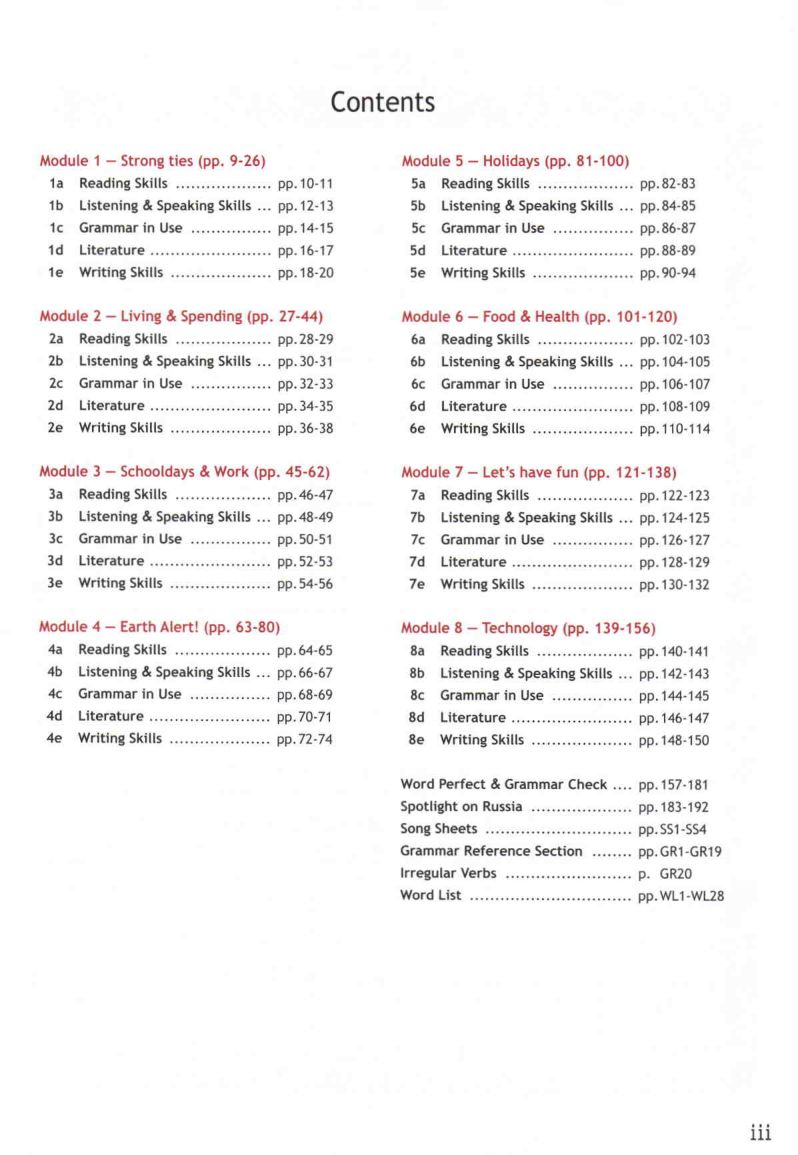 Contents
Module 1 – Strong ties (pp. 9-26)
1a Reading Skills ................... pp. 10-11
1b Listening & Speaking Skills ... pp. 12-13
1c Grammar in Use ................ pp. 14-15
1d Literature ........................ pp. 16-17
1e Writing Skills .................... pp. 18-20
Module 2 – Living & Spending (pp. 27-44)
2a Reading Skills ................... pp. 28-29
2b Listening & Speaking Skills ... pp. 30-31
2c Grammar in Use ................ pp. 32-33
2d Literature ........................ pp. 34-35
2e Writing Skills .................... pp. 36-38
Module 3 – Schooldays & Work (pp. 45-62)
3a Reading Skills ................... pp. 46-47
3b Listening & Speaking Skills ... pp. 48-49
3c Grammar in Use ................ pp. 50-51
3d Literature ........................ pp. 52-53
3e Writing Skills .................... pp. 54-56
Module 4 – Earth Alert! (pp. 63-80)
4a Reading Skills ................... pp. 64-65
4b Listening & Speaking Skills ... pp. 66-67
4c Grammar in Use ................ pp. 68-69
4d Literature ........................ pp. 70-71
4e Writing Skills .................... pp. 72-74
Module 5 – Holidays (pp. 81-100)
5a Reading Skills ................... pp. 82-83
5b Listening & Speaking Skills ... pp. 84-85
5c Grammar in Use ................ pp. 86-87
5d Literature ........................ pp. 88-89
5e Writing Skills .................... pp. 90-94
Module 6 – Food & Health (pp. 101-120)
6a Reading Skills ................... pp. 102-103
6b Listening & Speaking Skills ... pp. 104-105
6c Grammar in Use ................ pp. 106-107
6d Literature ........................ pp. 108-109
6e Writing Skills .................... pp. 110-114
Module 7 – Let's have fun (pp. 121-138)
7a Reading Skills ................... pp. 122-123
7b Listening & Speaking Skills ... pp. 124-125
7c Grammar in Use ................ pp. 126-127
7d Literature ........................ pp. 128-129
7e Writing Skills .................... pp. 130-132
Module 8 – Technology (pp. 139-156)
8a Reading Skills ................... pp. 140-141
8b Listening & Speaking Skills ... pp. 142-143
8c Grammar in Use ................ pp. 144-145
8d Literature ........................ pp. 146-147
8e Writing Skills .................... pp. 148-150
Word Perfect & Grammar Check .... pp. 157-181
Spotlight on Russia .................... pp. 183-192
Song Sheets ............................. pp. SS1-SS4
Grammar Reference Section ........ pp. GR1-GR19
Irregular Verbs ......................... p. GR20
Word List ................................ pp. WL1-WL28
iii